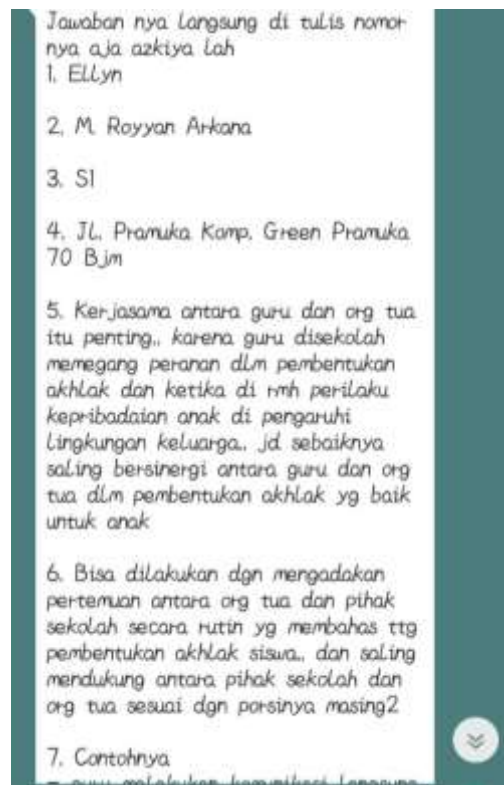 Jawaban nya langsung di tulis nomor
nya aja azkiya lah
1. Ellyn
2. M. Royyan Arkana
3. S1
4. JL. Pramuka Komp. Green Pramuka
70 Bjm
5. Kerjasama antara guru dan org tua
itu penting.. karena guru disekolah
memegang peranan dlm pembentukan
akhlak dan ketika di rmh perilaku
kepribadaian anak di pengaruhi
lingkungan keluarga.. jd sebaiknya
saling bersinergi antara guru dan org
tua dlm pembentukan akhlak yg baik
untuk anak
6. Bisa dilakukan dgn mengadakan
pertemuan antara org tua dan pihak
sekolah secara rutin yg membahas ttg
pembentukan akhlak siswa.. dan saling
mendukung antara pihak sekolah dan
org tua sesuai dgn porsinya masing2
7. Contohnya
- guru melakukan komunikasi langsung